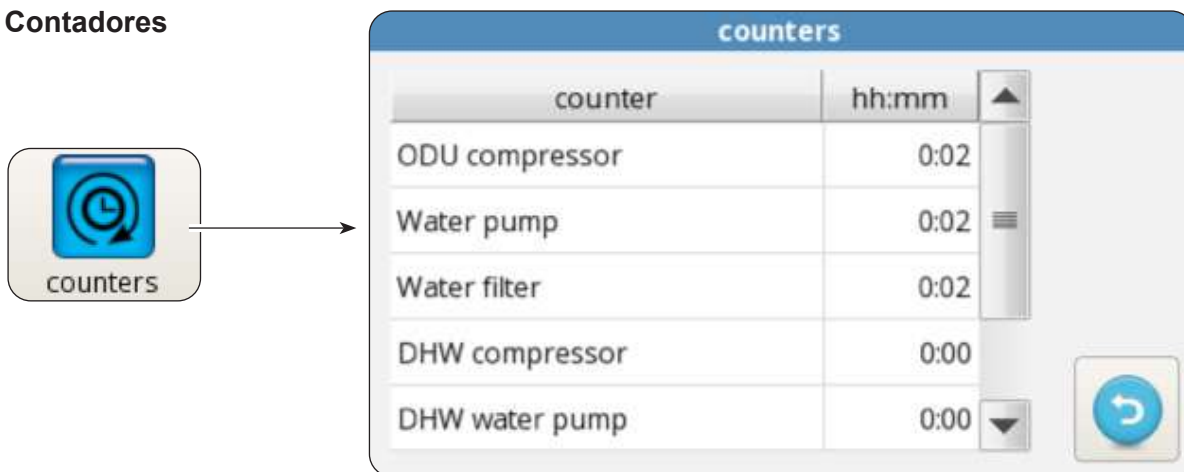 Contadores
counters
counters
counter hh:mm
ODU compressor 0:02
Water pump 0:02
Water filter 0:02
DHW compressor 0:00
DHW water pump 0:00